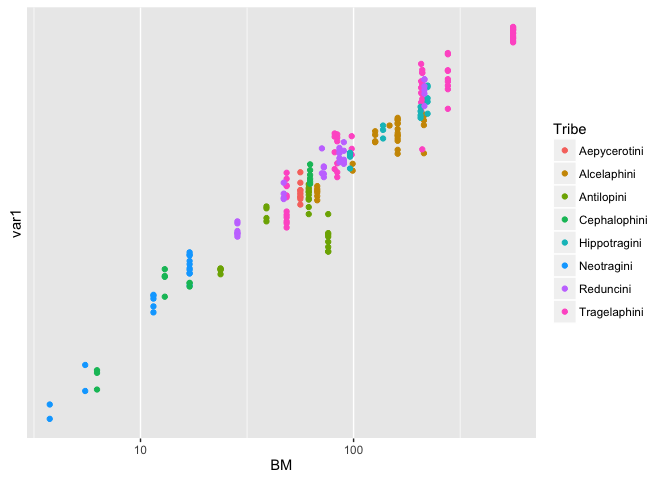 var1
10
100
BM
Tribe
Aepycerotini
Alcelaphini
Antilopini
Cephalophini
Hippotragini
Neotragini
Reduncini
Tragelaphini